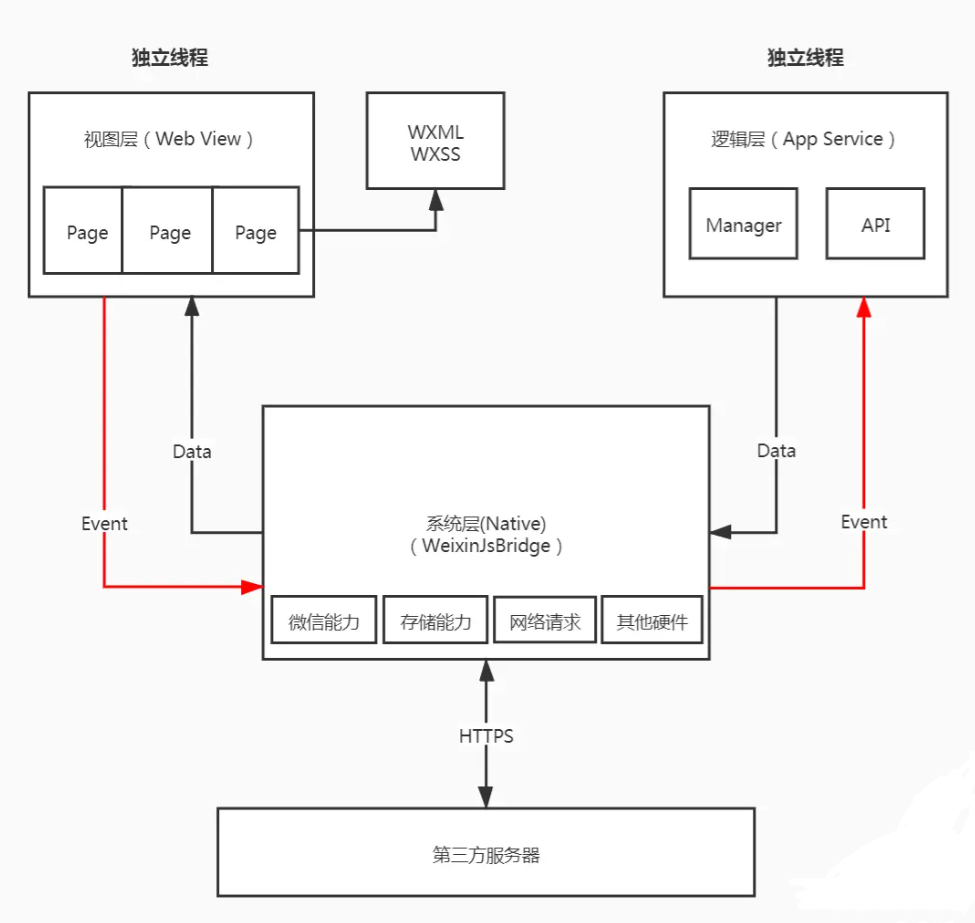 独立线程
独立线程
视图层（Web View）
WXML
WXSS
逻辑层（App Service）
Page
Page
Page
Manager
API
Data
Data
Event
Event
系统层(Native)
（WeixinJsBridge）
微信能力
存储能力
网络请求
其他硬件
HTTPS
第三方服务器